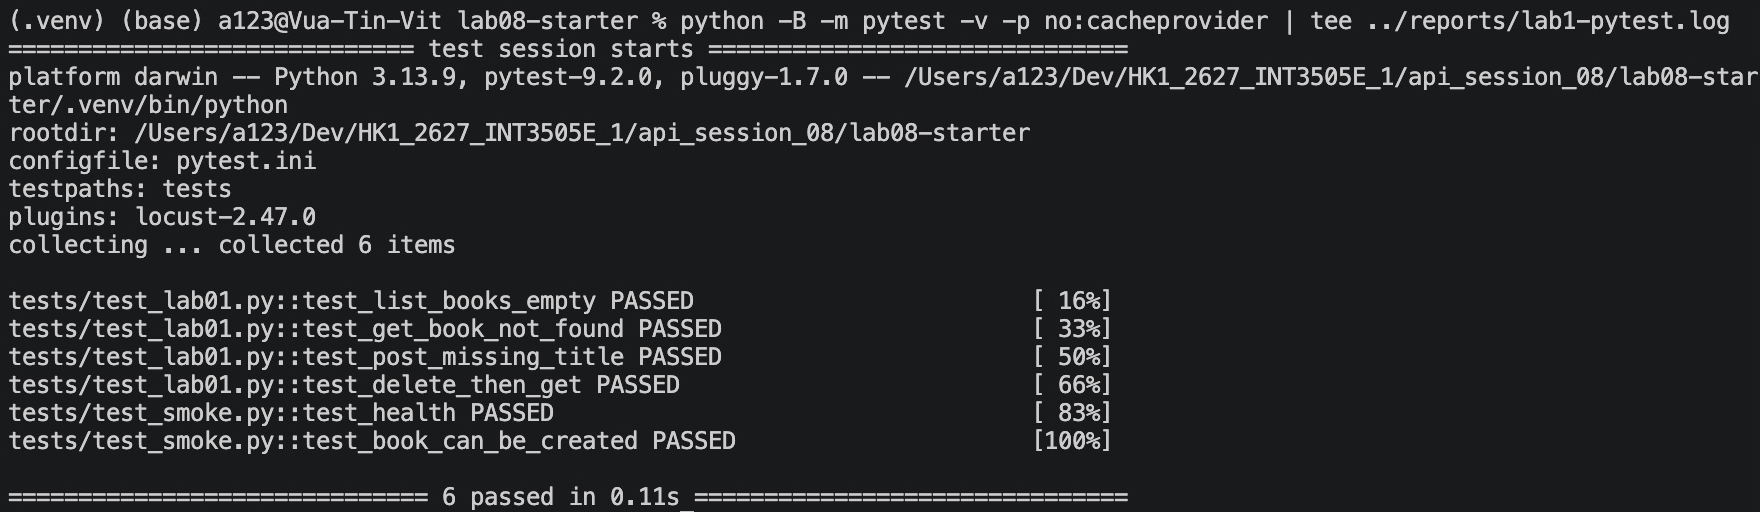 (.venv) (base) a123@Vua-Tin-Vit lab08-starter % python -B -m pytest -v -p no:cacheprovider | tee ../reports/lab1-pytest.log
============================= test session starts ==============================
platform darwin -- Python 3.13.9, pytest-9.2.0, pluggy-1.7.0 -- /Users/a123/Dev/HK1_2627_INT3505E_1/api_session_08/lab08-star
ter/.venv/bin/python
rootdir: /Users/a123/Dev/HK1_2627_INT3505E_1/api_session_08/lab08-starter
configfile: pytest.ini
testpaths: tests
plugins: locust-2.47.0
collecting ... collected 6 items

tests/test_lab01.py::test_list_books_empty PASSED                        [ 16%]
tests/test_lab01.py::test_get_book_not_found PASSED                      [ 33%]
tests/test_lab01.py::test_post_missing_title PASSED                      [ 50%]
tests/test_lab01.py::test_delete_then_get PASSED                         [ 66%]
tests/test_smoke.py::test_health PASSED                                  [ 83%]
tests/test_smoke.py::test_book_can_be_created PASSED                     [100%]

============================== 6 passed in 0.11s ===============================